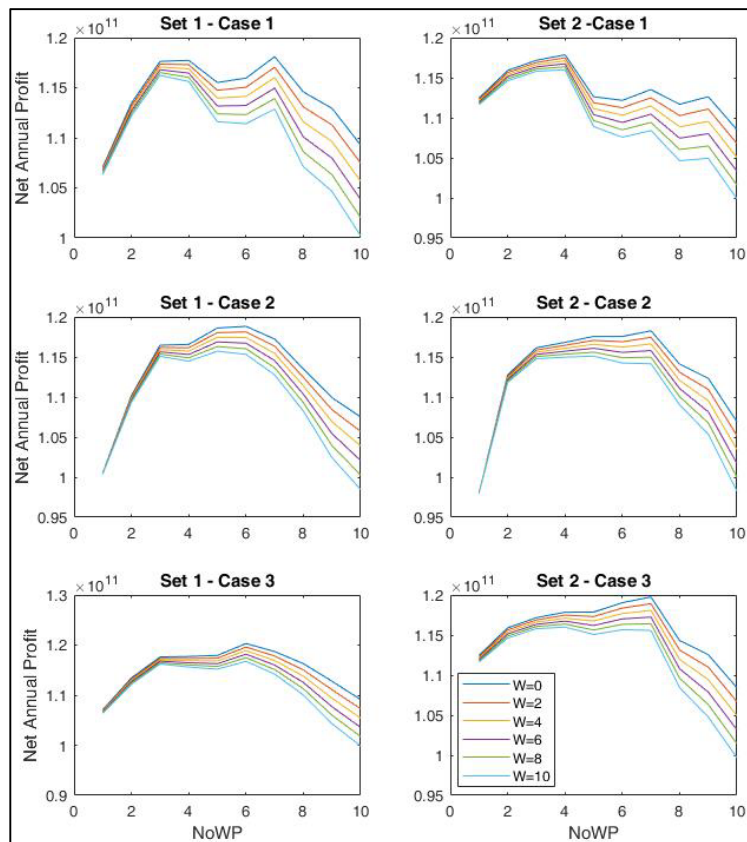 Set 1 - Case 1
×10^11
1.2
1.15
1.1
1.05
1
0 2 4 6 8 10
Net Annual Profit
Set 2 -Case 1
×10^11
1.2
1.15
1.1
1.05
1
0.95
0 2 4 6 8 10
Set 1 - Case 2
×10^11
1.2
1.15
1.1
1.05
1
0.95
0 2 4 6 8 10
Net Annual Profit
Set 2 - Case 2
×10^11
1.2
1.15
1.1
1.05
1
0.95
0 2 4 6 8 10
Set 1 - Case 3
×10^11
1.3
1.2
1.1
1
0.9
0 2 4 6 8 10
Net Annual Profit
NoWP
Set 2 - Case 3
×10^11
1.2
1.15
1.1
1.05
1
0.95
0 2 4 6 8 10
NoWP
W=0
W=2
W=4
W=6
W=8
W=10